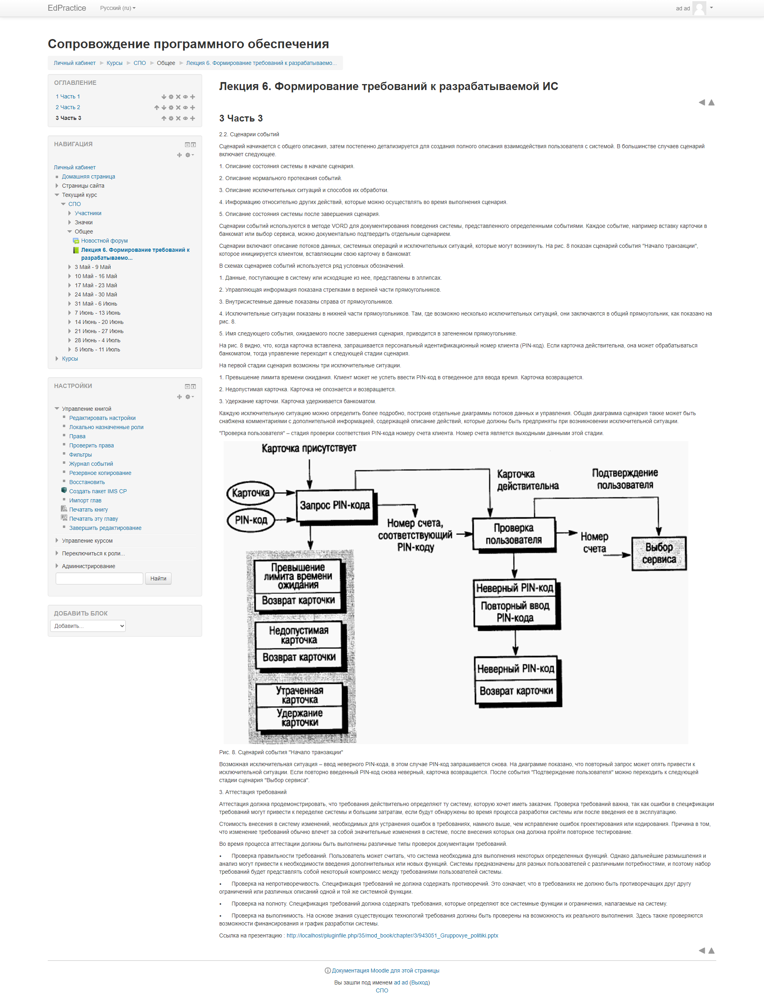 EdPractice
Русский (ru)
ad ad
Сопровождение программного обеспечения
Личный кабинет
Курсы
СПО
Общее
Лекция 6. Формирование требований к разрабатываемо...
ОГЛАВЛЕНИЕ
1 Часть 1
2 Часть 2
3 Часть 3
НАВИГАЦИЯ
Личный кабинет
Домашняя страница
Страницы сайта
Текущий курс
СПО
Участники
Значки
Общее
Новостной форум
Лекция 6. Формирование требований к
разрабатываемо...
3 Май - 9 Май
10 Май - 16 Май
17 Май - 23 Май
24 Май - 30 Май
31 Май - 6 Июнь
7 Июнь - 13 Июнь
14 Июнь - 20 Июнь
21 Июнь - 27 Июнь
28 Июнь - 4 Июль
5 Июль - 11 Июль
Курсы
НАСТРОЙКИ
Управление книгой
Редактировать настройки
Локально назначенные роли
Права
Проверить права
Фильтры
Журнал событий
Резервное копирование
Восстановить
Создать пакет IMS CP
Импорт глав
Печатать книгу
Печатать эту главу
Завершить редактирование
Управление курсом
Переключиться к роли...
Администрирование
Найти
ДОБАВИТЬ БЛОК
Добавить...
Лекция 6. Формирование требований к разрабатываемой ИС
3 Часть 3
2.2. Сценарии событий
Сценарий начинается с общего описания, затем постепенно детализируется для создания полного описания взаимодействия пользователя с системой. В большинстве случаев сценарий
включает следующее.
1. Описание состояния системы в начале сценария.
2. Описание нормального протекания событий.
3. Описание исключительных ситуаций и способов их обработки.
4. Информацию относительно других действий, которые можно осуществлять во время выполнения сценария.
5. Описание состояния системы после завершения сценария.
Сценарии событий используются в методе VORD для документирования поведения системы, представленного определенными событиями. Каждое событие, например вставку карточки в
банкомат или выбор сервиса, можно документально подтвердить отдельным сценарием.
Сценарии включают описание потоков данных, системных операций и исключительных ситуаций, которые могут возникнуть. На рис. 8 показан сценарий события "Начало транзакции",
которое инициируется клиентом, вставляющим свою карточку в банкомат.
В схемах сценариев событий используется ряд условных обозначений.
1. Данные, поступающие в систему или исходящие из нее, представлены в эллипсах.
2. Управляющая информация показана стрелками в верхней части прямоугольников.
3. Внутрисистемные данные показаны справа от прямоугольников.
4. Исключительные ситуации показаны в нижней части прямоугольников. Там, где возможно несколько исключительных ситуаций, они заключаются в общий прямоугольник, как показано на
рис. 8.
5. Имя следующего события, ожидаемого после завершения сценария, приводится в затененном прямоугольнике.
На рис. 8 видно, что, когда карточка вставлена, запрашивается персональный идентификационный номер клиента (PIN-код). Если карточка действительна, она может обрабатываться
банкоматом, тогда управление переходит к следующей стадии сценария.
На первой стадии сценария возможны три исключительные ситуации.
1. Превышение лимита времени ожидания. Клиент может не успеть ввести PIN-код в отведенное для ввода время. Карточка возвращается.
2. Недопустимая карточка. Карточка не опознается и возвращается.
3. Удержание карточки. Карточка удерживается банкоматом.
Каждую исключительную ситуацию можно определить более подробно, построив отдельные диаграммы потоков данных и управления. Общая диаграмма сценария также может быть
снабжена комментариями с дополнительной информацией, содержащей описание действий, которые должны быть предприняты при возникновении исключительной ситуации.
"Проверка пользователя" – стадия проверки соответствия PIN-кода номеру счета клиента. Номер счета является выходными данными этой стадии.
Карточка присутствует
Карточка
действительна
Подтверждение
пользователя
Карточка
PIN-код
Запрос PIN-кода
Номер счета,
соответствующий
PIN-коду
Проверка
пользователя
Номер
счета
Выбор
сервиса
Превышение
лимита времени
ожидания
Возврат карточки
Недопустимая
карточка
Возврат карточки
Утраченная
карточка
Удержание
карточки
Неверный PIN-код
Повторный ввод
PIN-кода
Неверный PIN-код
Возврат карточки
Рис. 8. Сценарий события "Начало транзакции"
Возможная исключительная ситуация – ввод неверного PIN-кода, в этом случае PIN-код запрашивается снова. На диаграмме показано, что повторный запрос может опять привести к
исключительной ситуации. Если повторно введенный PIN-код снова неверный, карточка возвращается. После события "Подтверждение пользователя" можно переходить к следующей
стадии сценария "Выбор сервиса".
3. Аттестация требований
Аттестация должна продемонстрировать, что требования действительно определяют ту систему, которую хочет иметь заказчик. Проверка требований важна, так как ошибки в спецификации
требований могут привести к переделке системы и большим затратам, если будут обнаружены во время процесса разработки системы или после введения ее в эксплуатацию.
Стоимость внесения в систему изменений, необходимых для устранения ошибок в требованиях, намного выше, чем исправление ошибок проектирования или кодирования. Причина в том,
что изменение требований обычно влечет за собой значительные изменения в системе, после внесения которых она должна пройти повторное тестирование.
Во время процесса аттестации должны быть выполнены различные типы проверок документации требований.
• Проверка правильности требований. Пользователь может считать, что система необходима для выполнения некоторых определенных функций. Однако дальнейшие размышления и
анализ могут привести к необходимости введения дополнительных или новых функций. Системы предназначены для разных пользователей с различными потребностями, и поэтому набор
требований будет представлять собой некоторый компромисс между требованиями пользователей системы.
• Проверка на непротиворечивость. Спецификация требований не должна содержать противоречий. Это означает, что в требованиях не должно быть противоречащих друг другу
ограничений или различных описаний одной и той же системной функции.
• Проверка на полноту. Спецификация требований должна содержать требования, которые определяют все системные функции и ограничения, налагаемые на систему.
• Проверка на выполнимость. На основе знания существующих технологий требования должны быть проверены на возможность их реального выполнения. Здесь также проверяются
возможности финансирования и график разработки системы.
Ссылка на презентацию : http://localhost/pluginfile.php/35/mod_book/chapter/3/943051_Gruppovye_politiki.pptx
Документация Moodle для этой страницы
Вы зашли под именем ad ad (Выход)
СПО